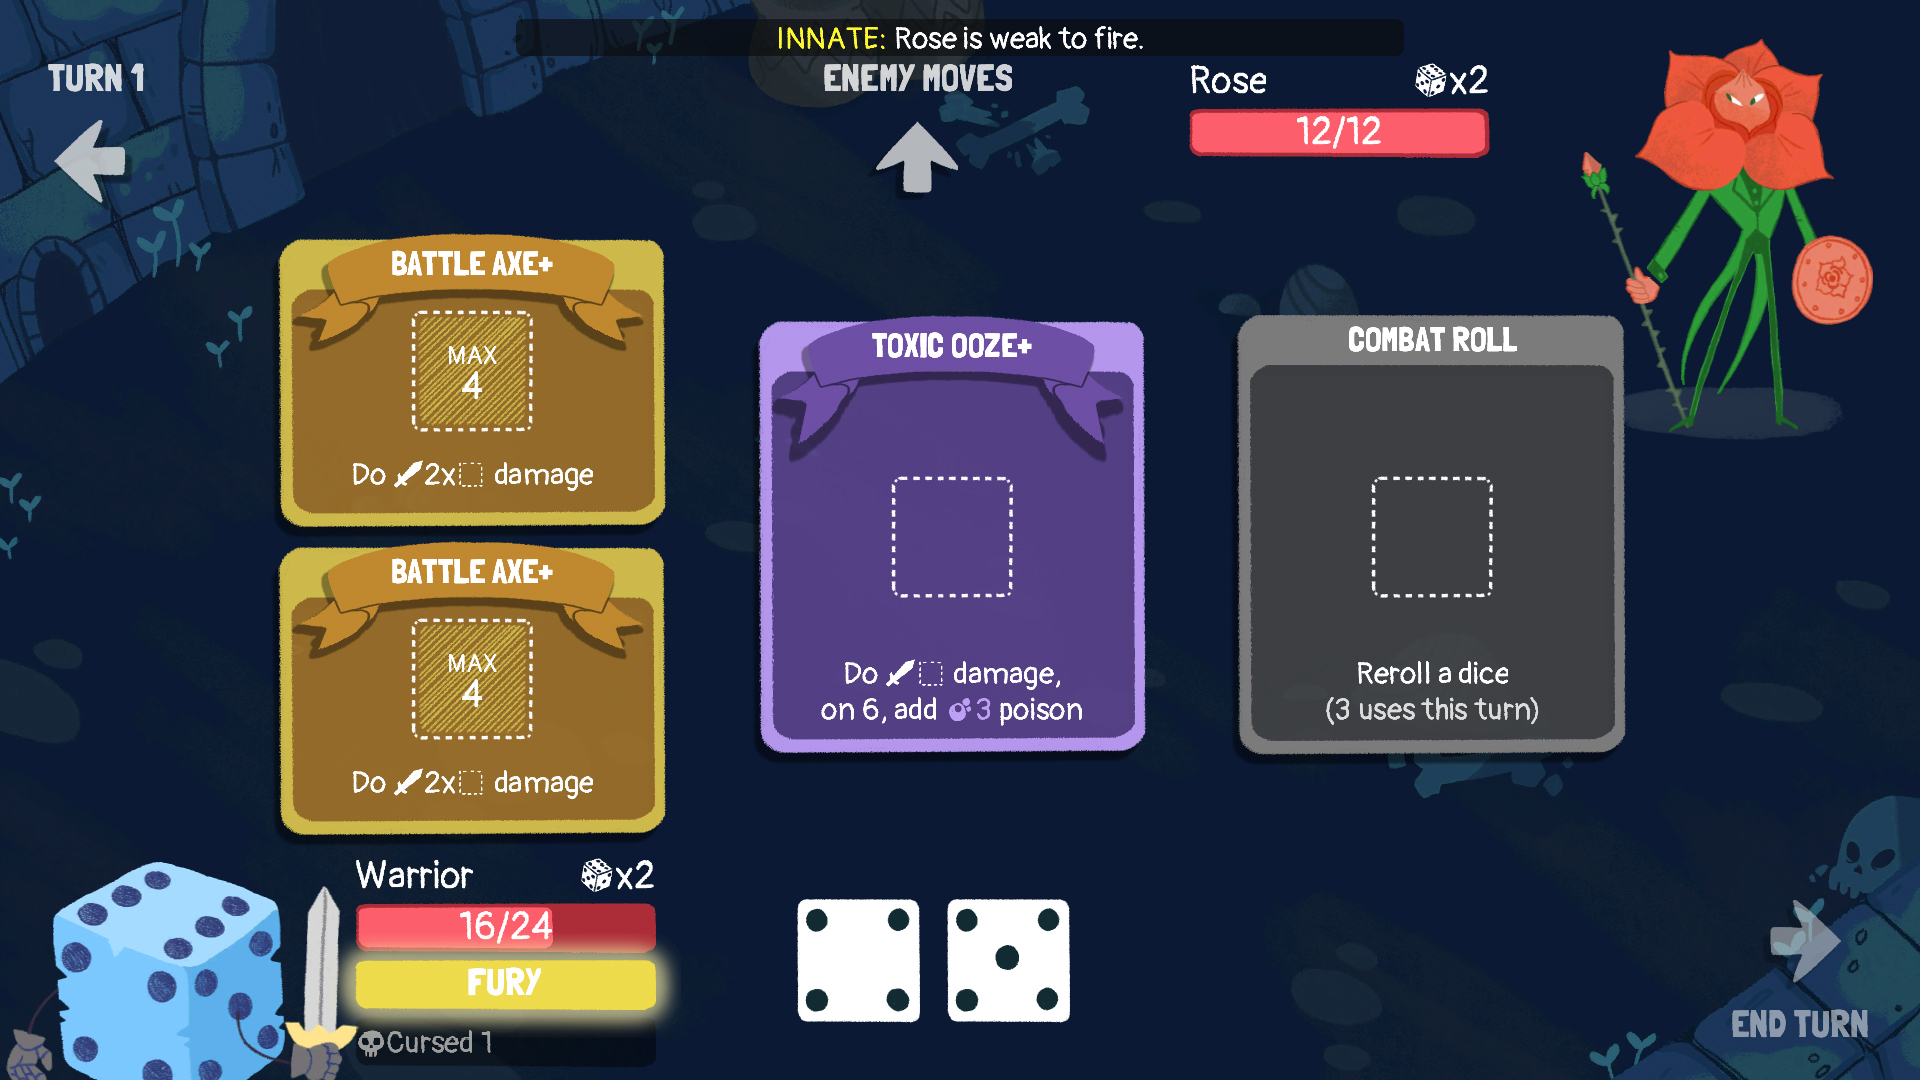 INNATE: Rose is weak to fire.
TURN 1
ENEMY MOVES
Rose
x2
12/12
BATTLE AXE+
MAX
4
Do 2x damage
BATTLE AXE+
MAX
4
Do 2x damage
TOXIC OOZE+
Do damage,
on 6, add 3 poison
COMBAT ROLL
Reroll a dice
(3 uses this turn)
Warrior
x2
16/24
FURY
Cursed 1
END TURN